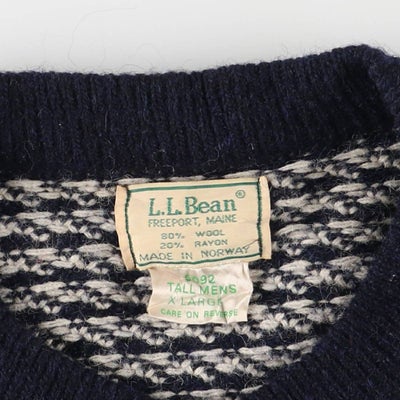 L.L.Bean®
FREEPORT, MAINE
80% WOOL
20% RAYON
MADE IN NORWAY
TALL MENS
X LARGE
CARE ON REVERSE